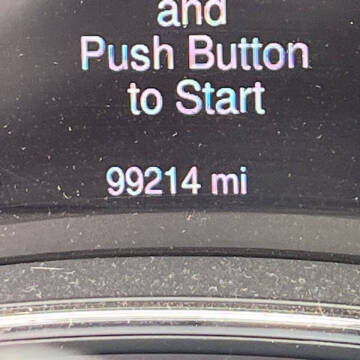 and
Push Button
to Start
99214 mi